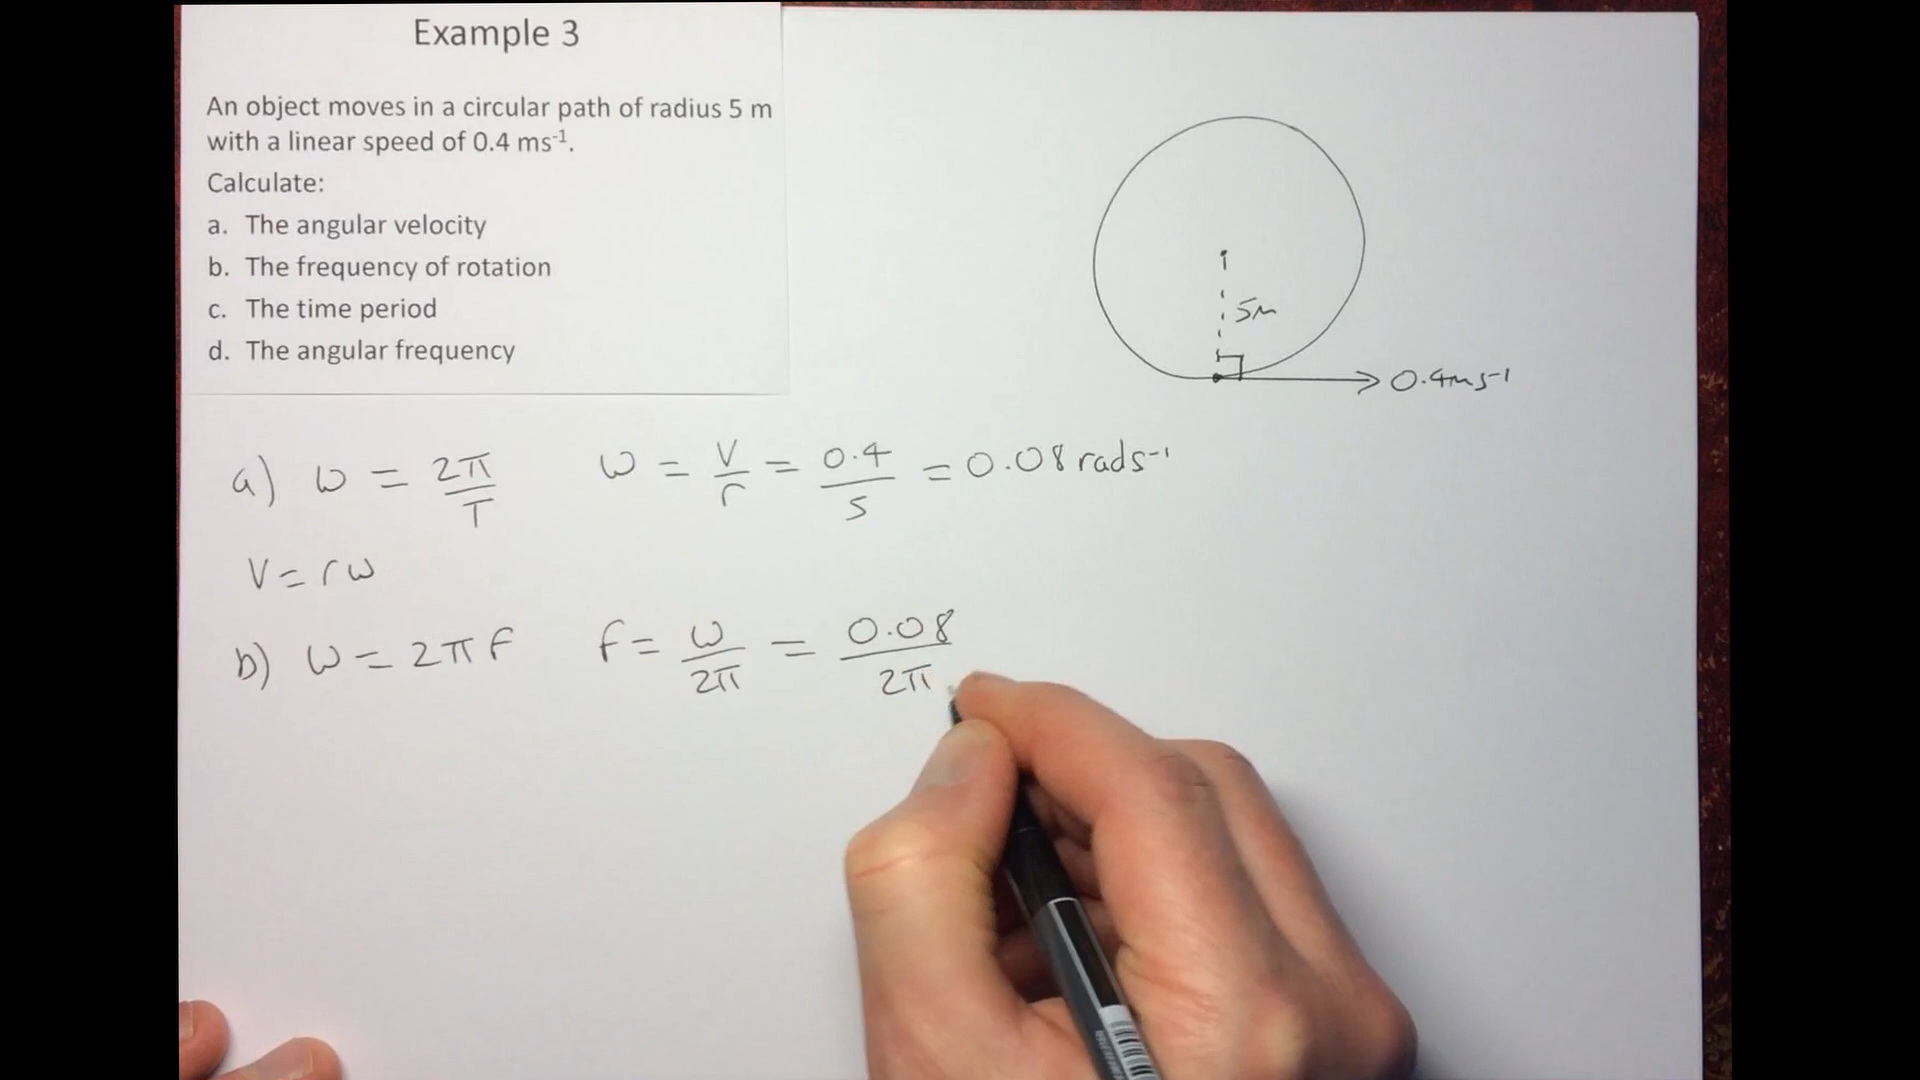 Example 3
An object moves in a circular path of radius 5 m
with a linear speed of 0.4 ms⁻¹.
Calculate:
a. The angular velocity
b. The frequency of rotation
c. The time period
d. The angular frequency
5m
0.4ms⁻¹
a) ω = 2π/T ω = v/r = 0.4/5 = 0.08 rads⁻¹
v = rω
b) ω = 2πf f = ω/2π = 0.08/2π